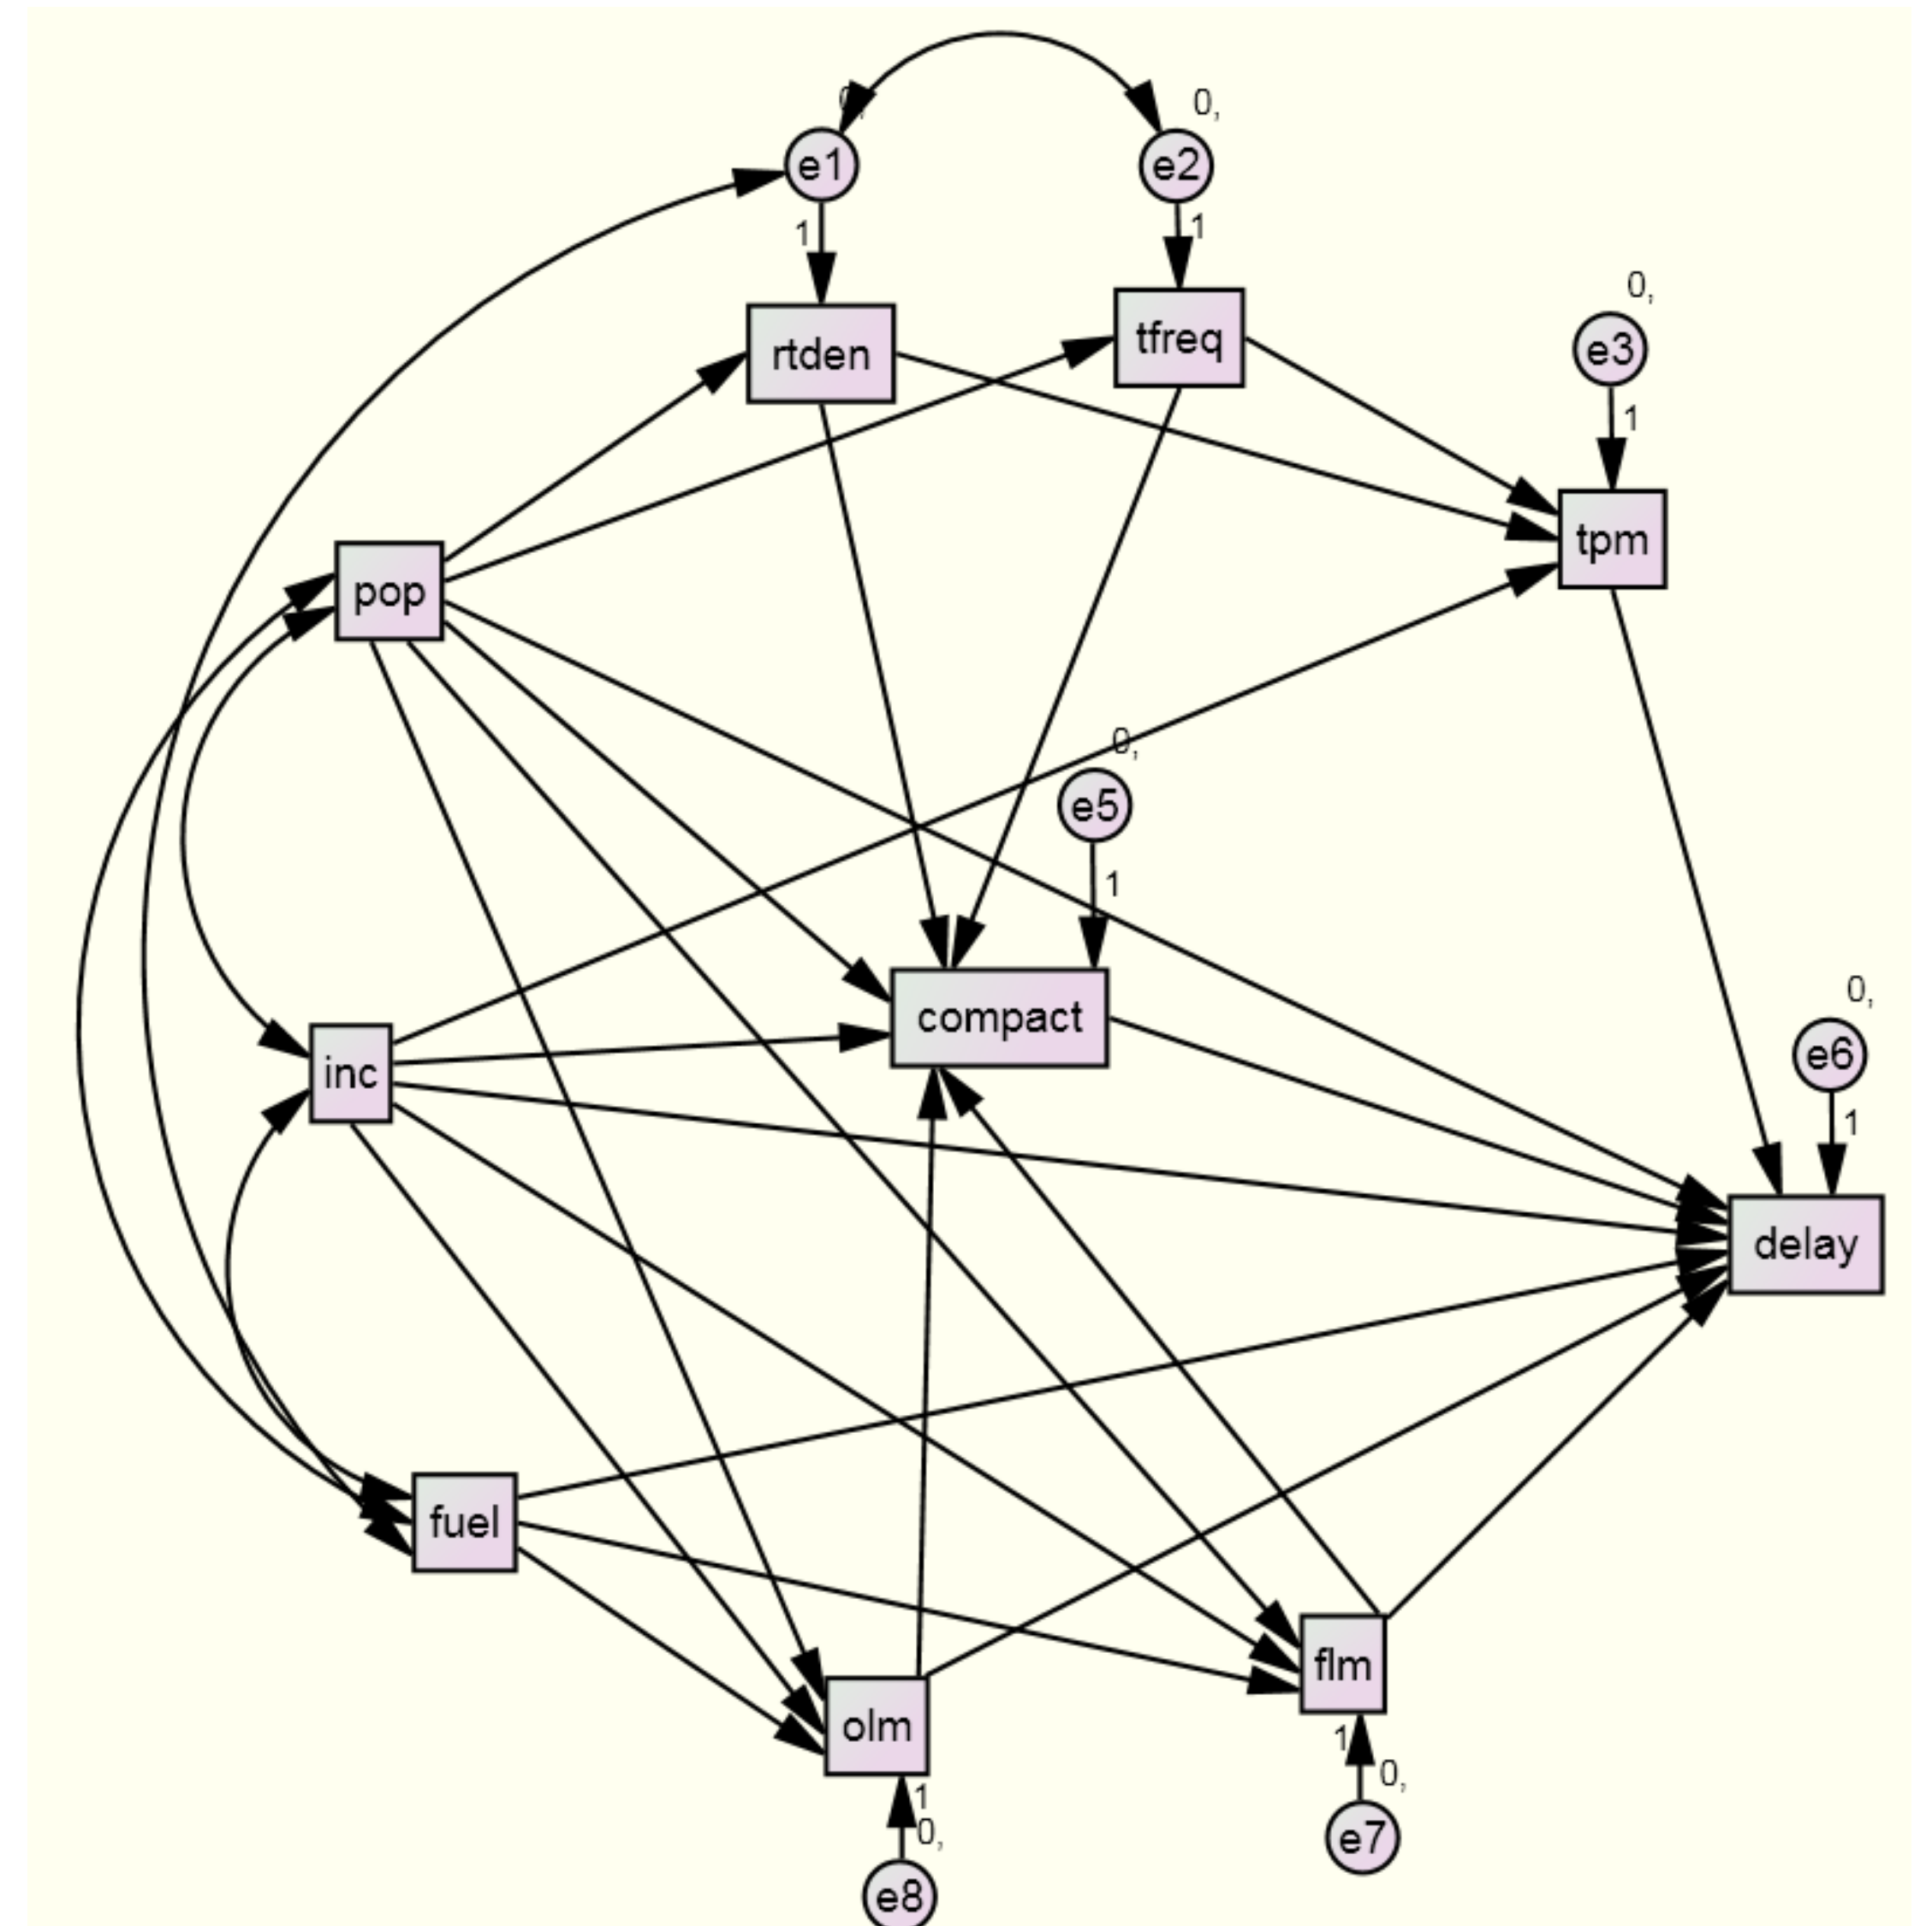 0,
0,
e1
e2
1
1
0,
rtden
tfreq
e3
1
tpm
pop
0,
e5
1
compact
0,
inc
e6
1
delay
fuel
flm
olm
1
0,
1
0,
e7
e8